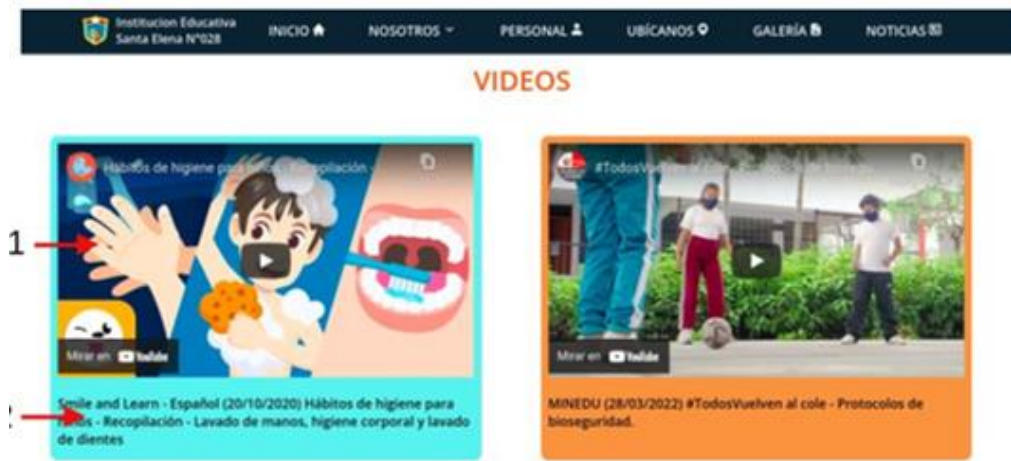 Institucion Educativa
Santa Elena N°028
INICIO
NOSOTROS
PERSONAL
UBÍCANOS
GALERÍA
NOTICIAS
VIDEOS
Hábitos de higiene para - Recopilación
#TodosVuelven al
1
Mirar en YouTube
Mirar en YouTube
Smile and Learn - Español (20/10/2020) Hábitos de higiene para
- Recopilación - Lavado de manos, higiene corporal y lavado
de dientes
MINEDU (28/03/2022) #TodosVuelven al cole - Protocolos de
bioseguridad.